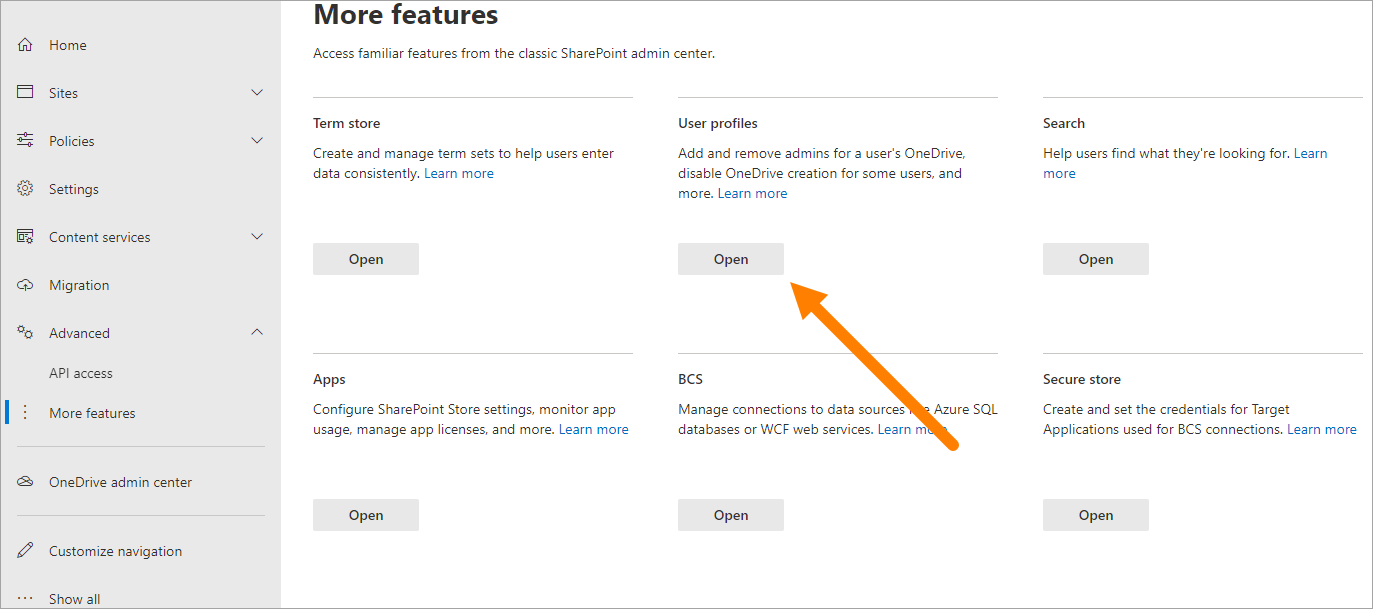 Home
Sites
Policies
Settings
Content services
Migration
Advanced
API access
More features
OneDrive admin center
Customize navigation
Show all
More features
Access familiar features from the classic SharePoint admin center.
Term store
Create and manage term sets to help users enter
data consistently. Learn more
Open
User profiles
Add and remove admins for a user's OneDrive,
disable OneDrive creation for some users, and
more. Learn more
Open
Search
Help users find what they're looking for. Learn
more
Open
Apps
Configure SharePoint Store settings, monitor app
usage, manage app licenses, and more. Learn more
Open
BCS
Manage connections to data sources Azure SQL
databases or WCF web services. Learn
Open
Secure store
Create and set the credentials for Target
Applications used for BCS connections. Learn more
Open